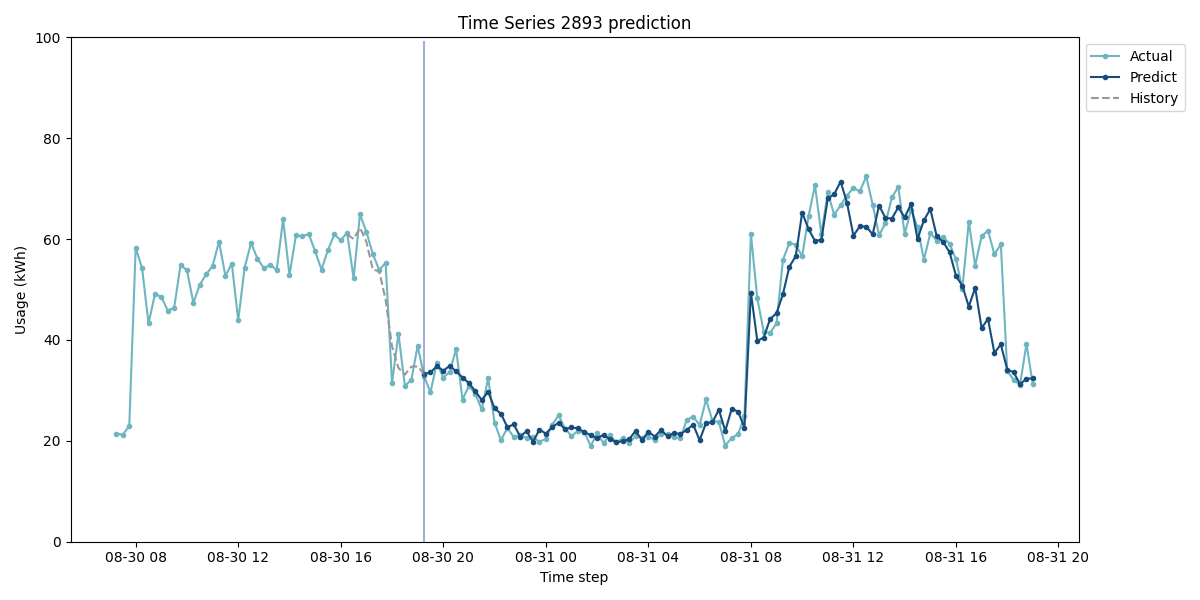 Time Series 2893 prediction
100
80
60
40
20
0
Usage (kWh)
08-30 08
08-30 12
08-30 16
08-30 20
08-31 00
08-31 04
08-31 08
08-31 12
08-31 16
08-31 20
Time step
Actual
Predict
History